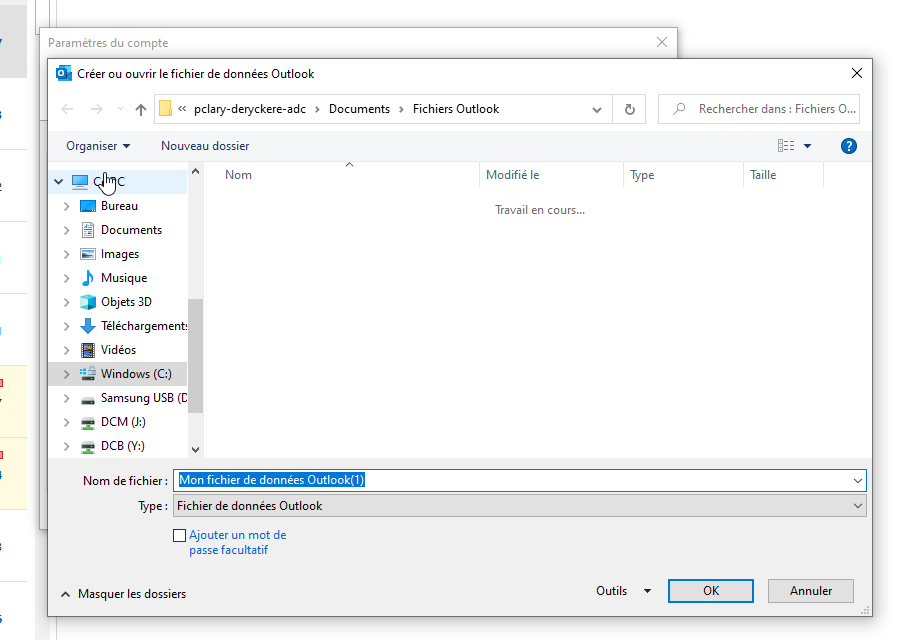 Paramètres du compte
Créer ou ouvrir le fichier de données Outlook
« pclary-deryckere-adc > Documents > Fichiers Outlook
Rechercher dans : Fichiers O...
Organiser
Nouveau dossier
Nom
Modifié le
Type
Taille
Travail en cours...
Bureau
Documents
Images
Musique
Objets 3D
Téléchargements
Vidéos
Windows (C:)
Samsung USB (D
DCM (J:)
DCB (Y:)
Nom de fichier :
Mon fichier de données Outlook(1)
Type :
Fichier de données Outlook
Ajouter un mot de
passe facultatif
Masquer les dossiers
Outils
OK
Annuler